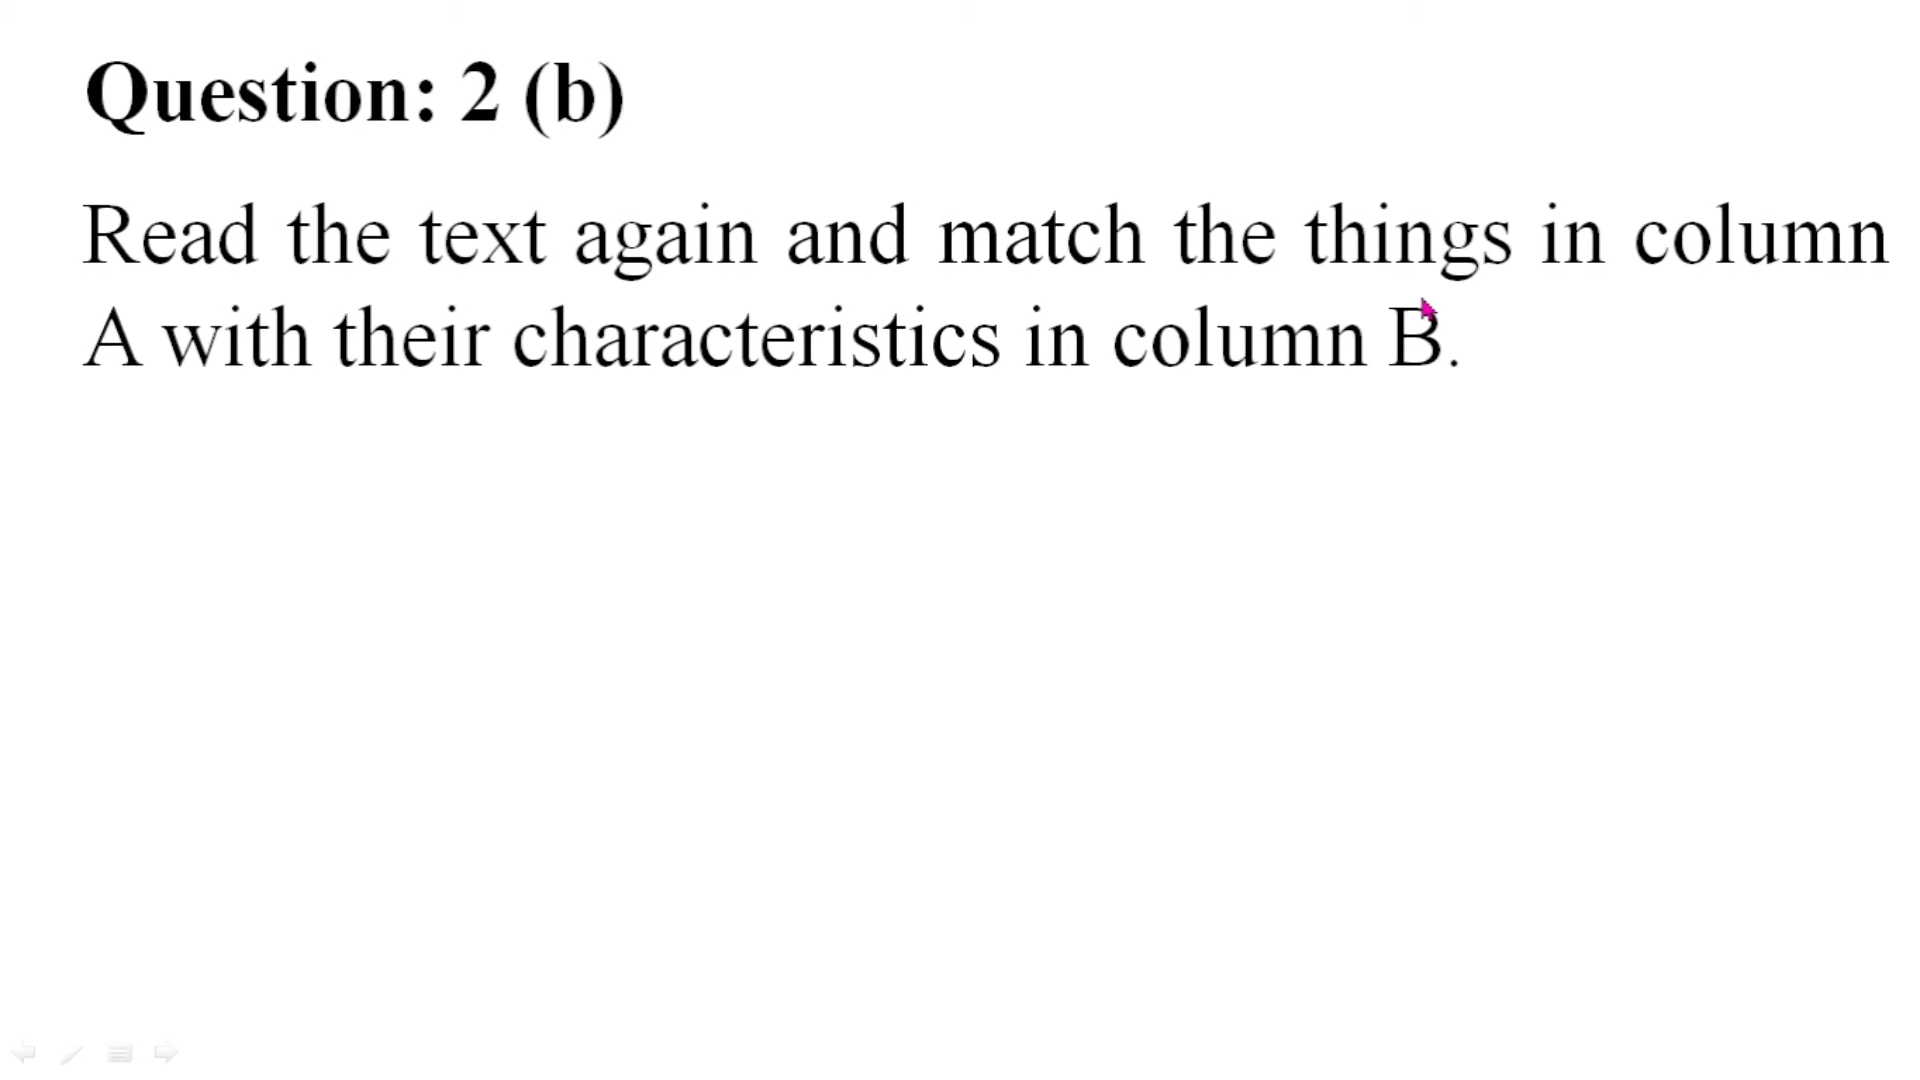 Question: 2 (b)
Read the text again and match the things in column
A with their characteristics in column B.